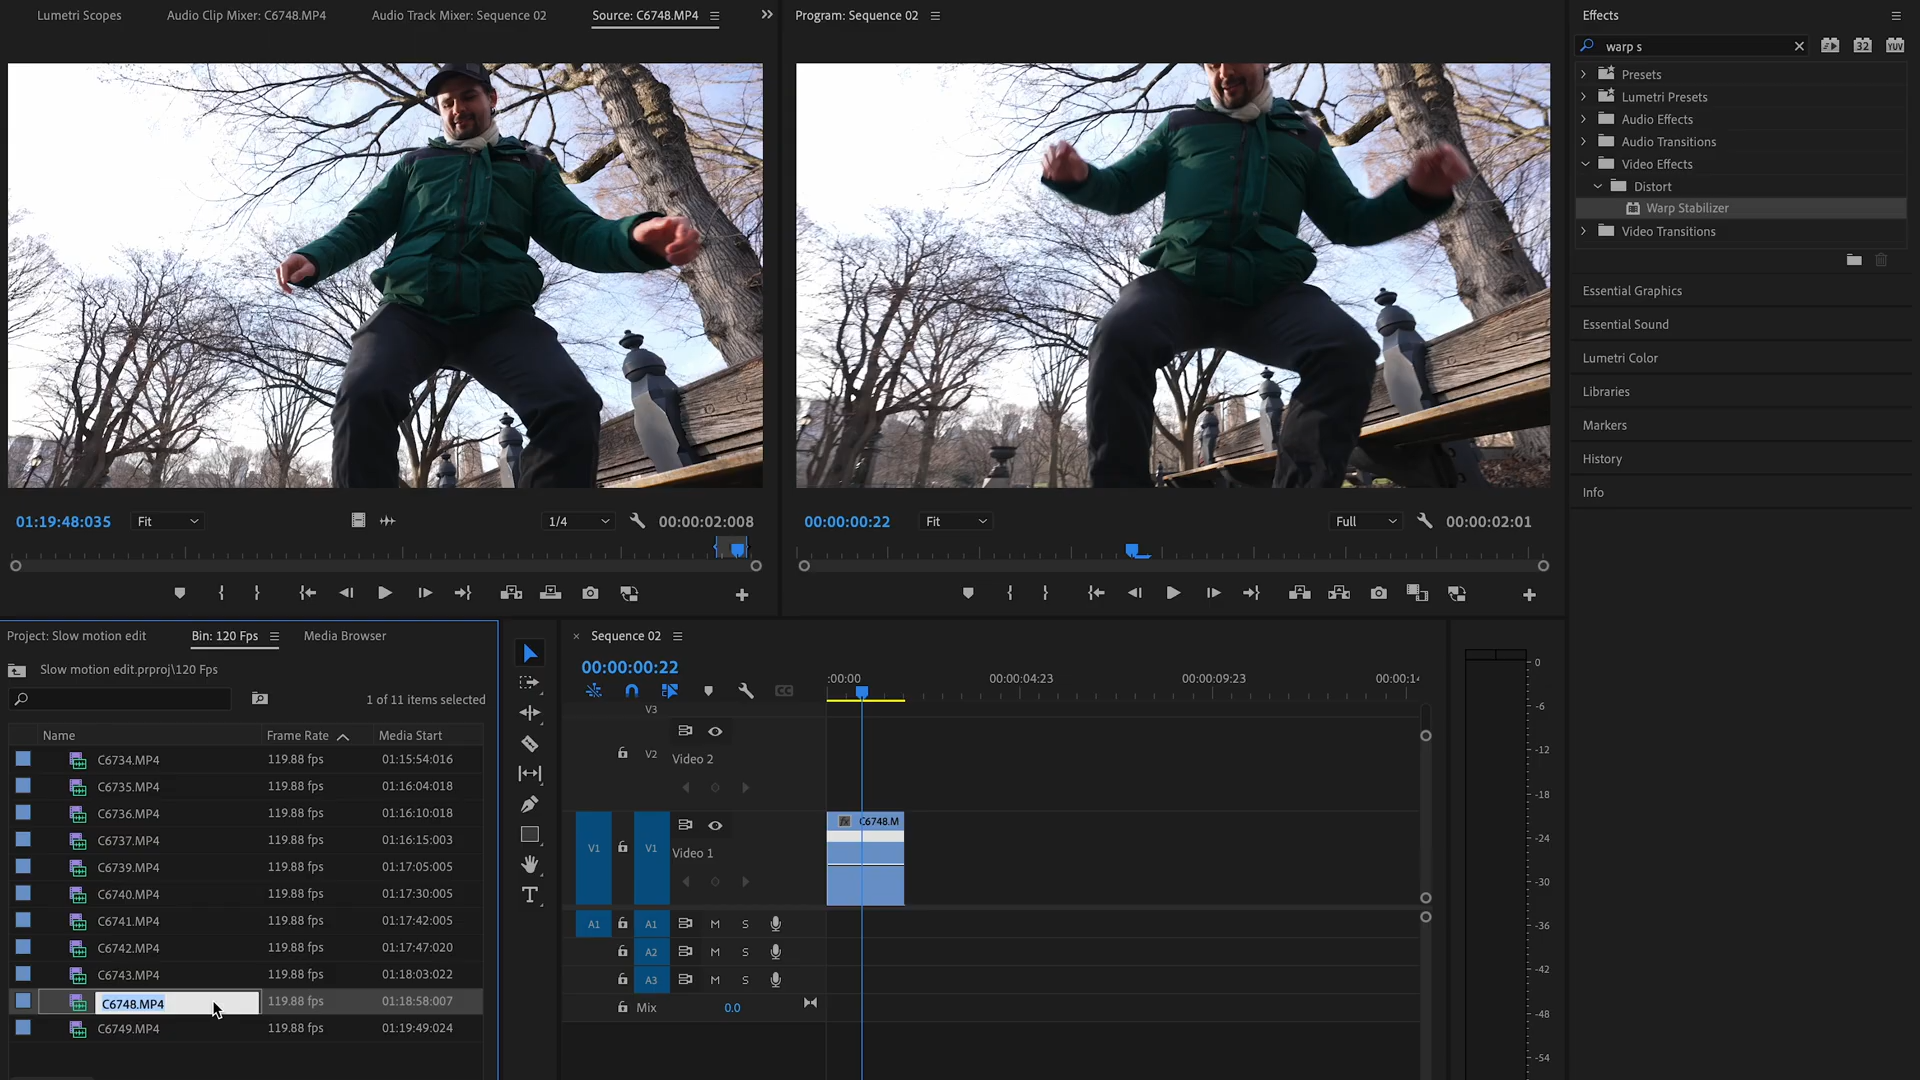 Lumetri Scopes
Audio Clip Mixer: C6748.MP4
Audio Track Mixer: Sequence 02
Source: C6748.MP4
Program: Sequence 02
01:19:48:035
Fit
1/4
00:00:02:008
00:00:00:22
Fit
Full
00:00:02:01
Effects
warp s
32
YUV
Presets
Lumetri Presets
Audio Effects
Audio Transitions
Video Effects
Distort
Warp Stabilizer
Video Transitions
Essential Graphics
Essential Sound
Lumetri Color
Libraries
Markers
History
Info
Project: Slow motion edit
Bin: 120 Fps
Media Browser
Slow motion edit.prproj\120 Fps
1 of 11 items selected
Name Frame Rate Media Start
C6734.MP4 119.88 fps 01:15:54:016
C6735.MP4 119.88 fps 01:16:04:018
C6736.MP4 119.88 fps 01:16:10:018
C6737.MP4 119.88 fps 01:16:15:003
C6739.MP4 119.88 fps 01:17:05:005
C6740.MP4 119.88 fps 01:17:30:005
C6741.MP4 119.88 fps 01:17:42:005
C6742.MP4 119.88 fps 01:17:47:020
C6743.MP4 119.88 fps 01:18:03:022
C6748.MP4 119.88 fps 01:18:58:007
C6749.MP4 119.88 fps 01:19:49:024
T
× Sequence 02
00:00:00:22
CC
:00:00 00:00:04:23 00:00:09:23 00:00:14
V3
V2 Video 2
V1 V1 Video 1
fx C6748.M
A1 A1 M S
A2 M S
A3 M S
Mix 0.0
0
-6
-12
-18
-24
-30
-36
-42
-48
-54